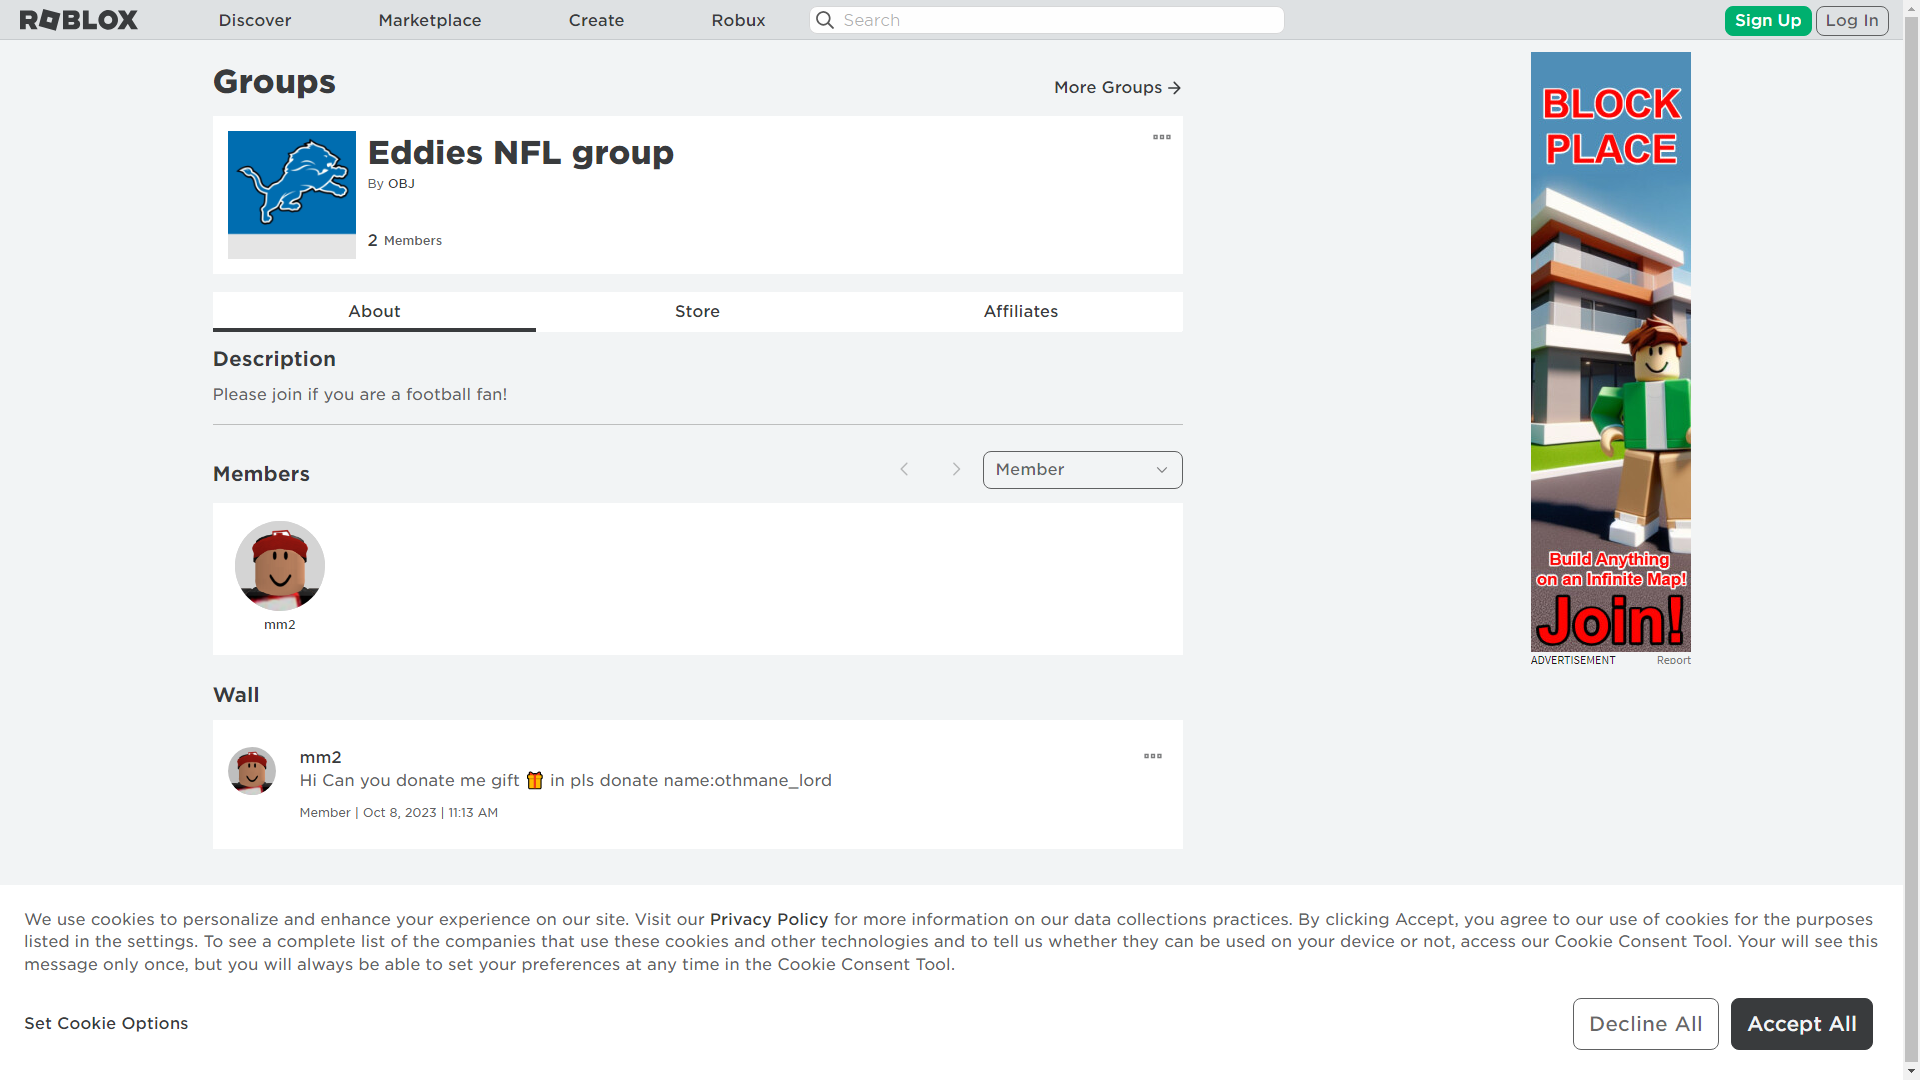 ROBLOX
Discover
Marketplace
Create
Robux
Search
Sign Up
Log In
Groups
More Groups
Eddies NFL group
By OBJ
2 Members
About
Store
Affiliates
Description
Please join if you are a football fan!
Members
Member
mm2
Wall
mm2
Hi Can you donate me gift 🎁 in pls donate name:othmane_lord
Member | Oct 8, 2023 | 11:13 AM
BLOCK
PLACE
Build Anything
on an Infinite Map!
Join!
ADVERTISEMENT
Report
We use cookies to personalize and enhance your experience on our site. Visit our Privacy Policy for more information on our data collections practices. By clicking Accept, you agree to our use of cookies for the purposes
listed in the settings. To see a complete list of the companies that use these cookies and other technologies and to tell us whether they can be used on your device or not, access our Cookie Consent Tool. Your will see this
message only once, but you will always be able to set your preferences at any time in the Cookie Consent Tool.
Set Cookie Options
Decline All
Accept All